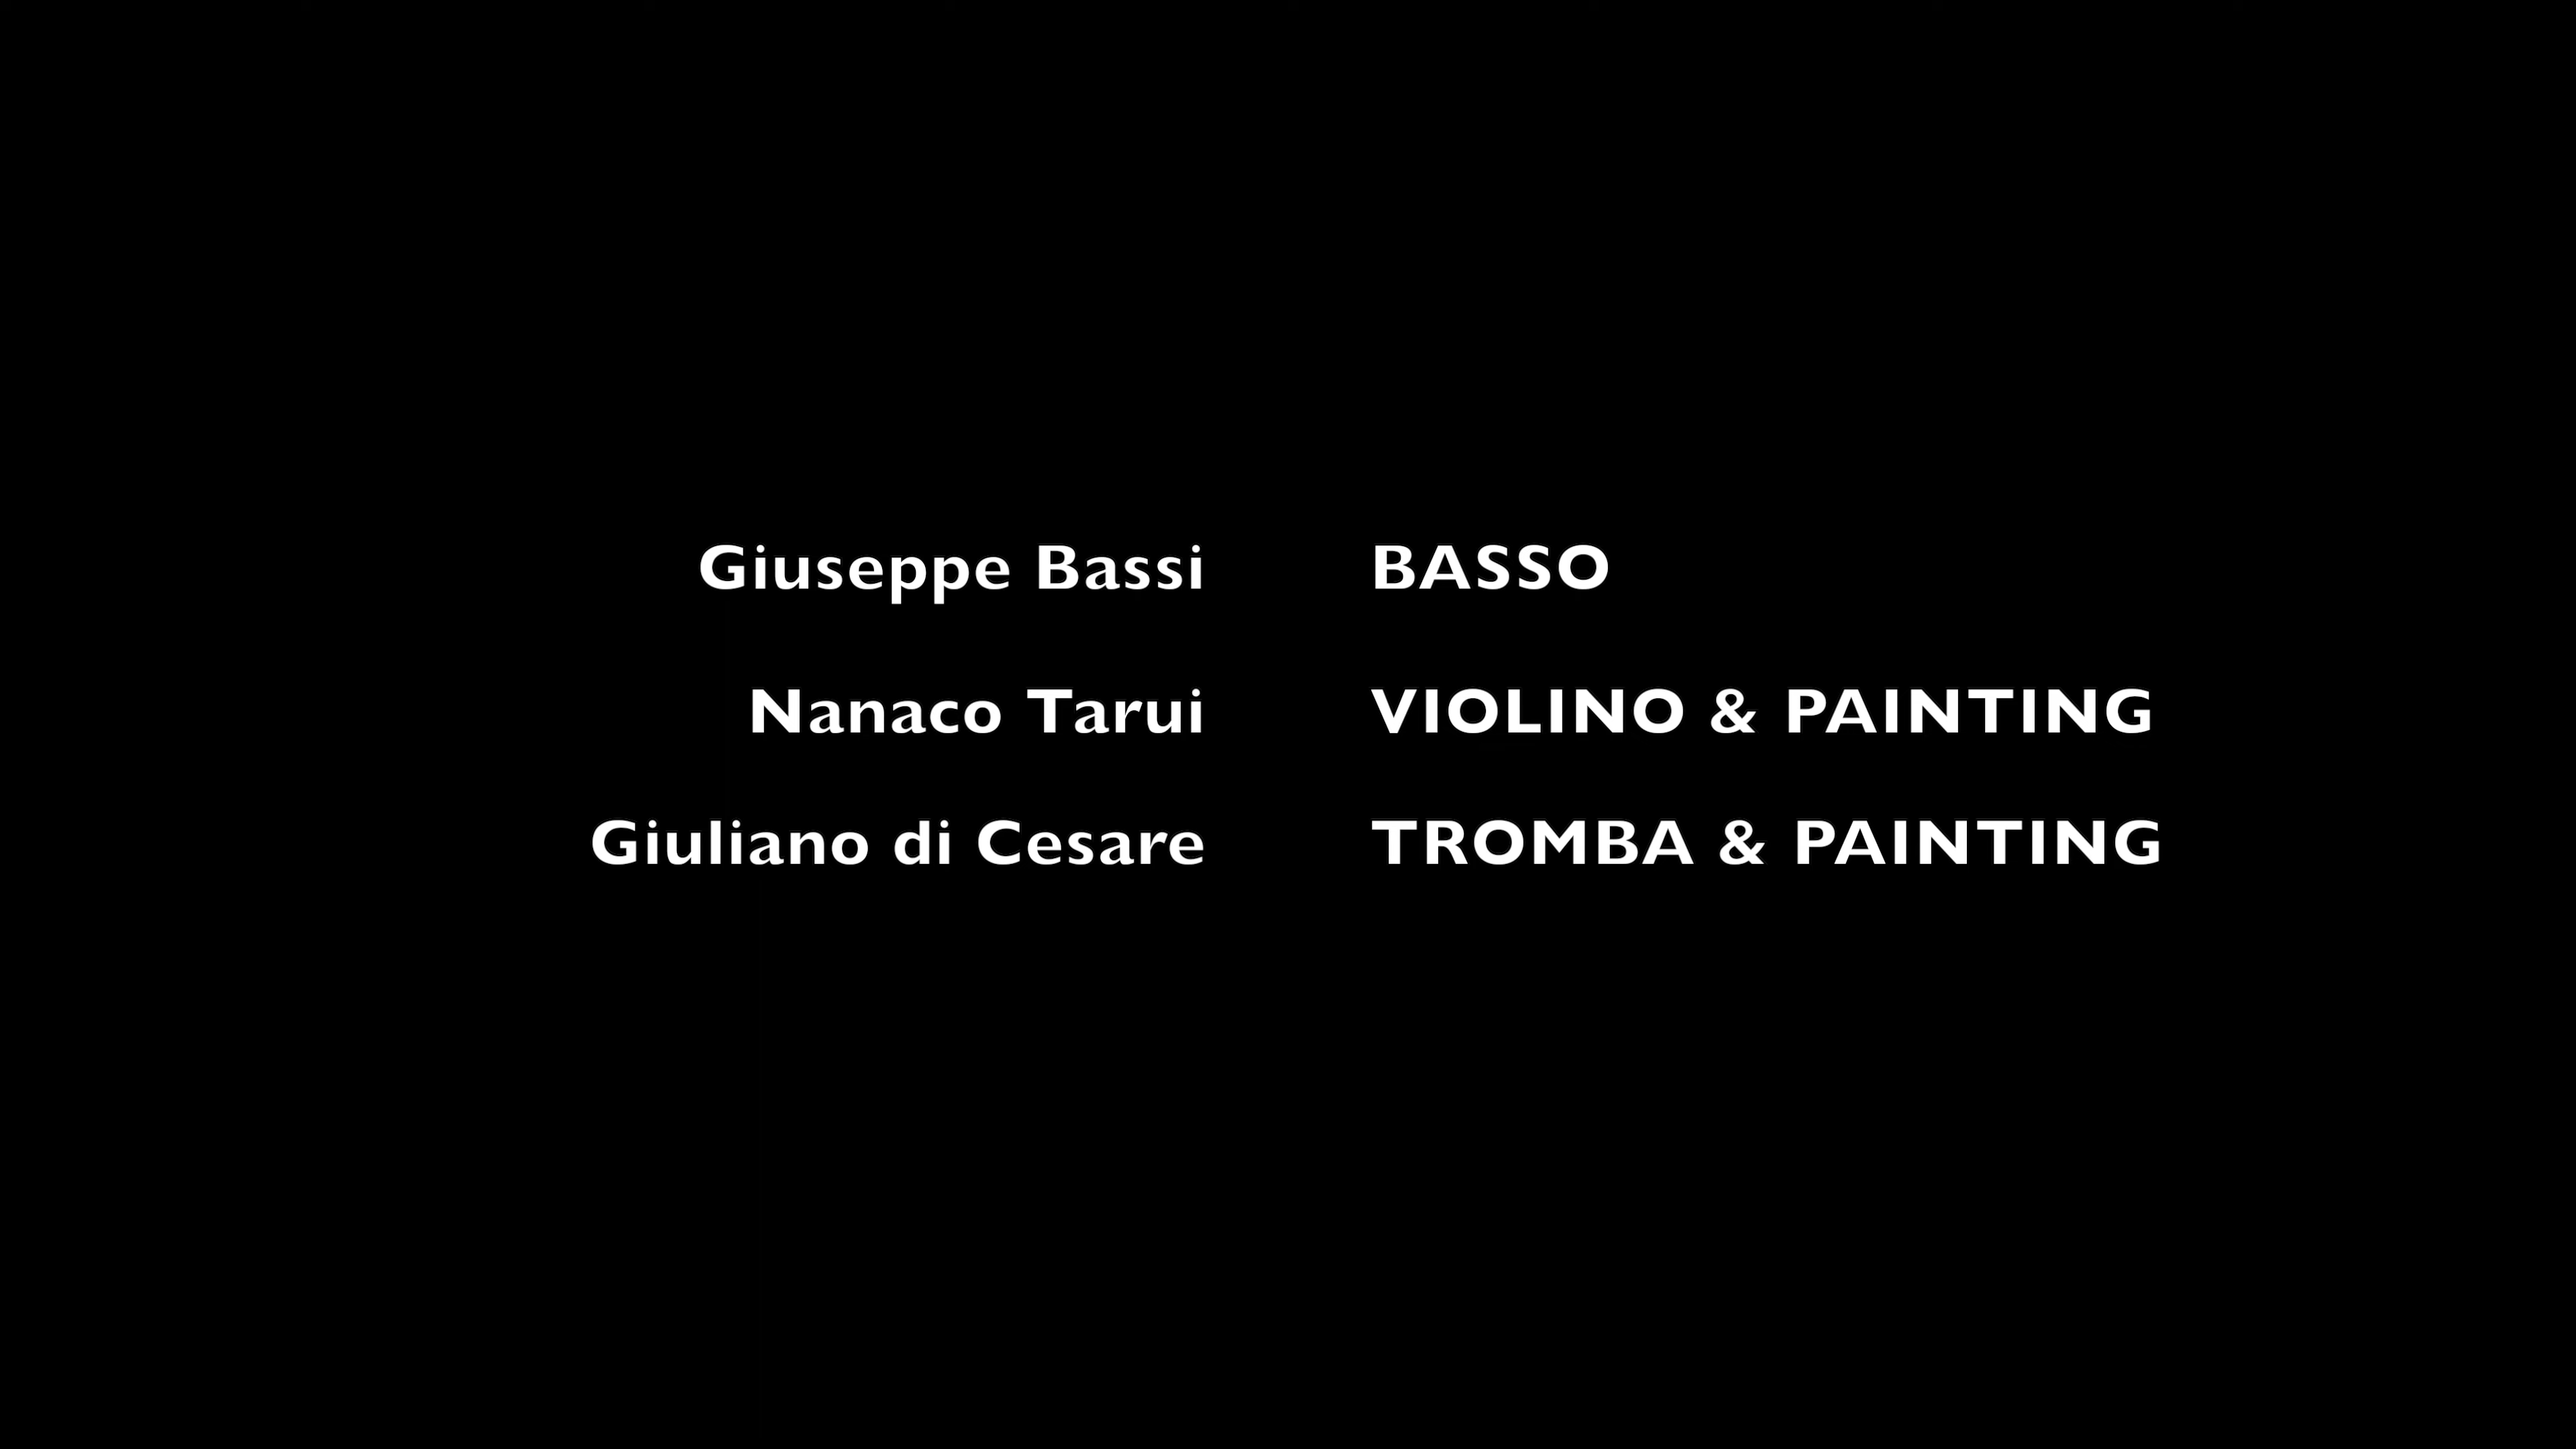 Giuseppe Bassi BASSO
Nanaco Tarui VIOLINO & PAINTING
Giuliano di Cesare TROMBA & PAINTING